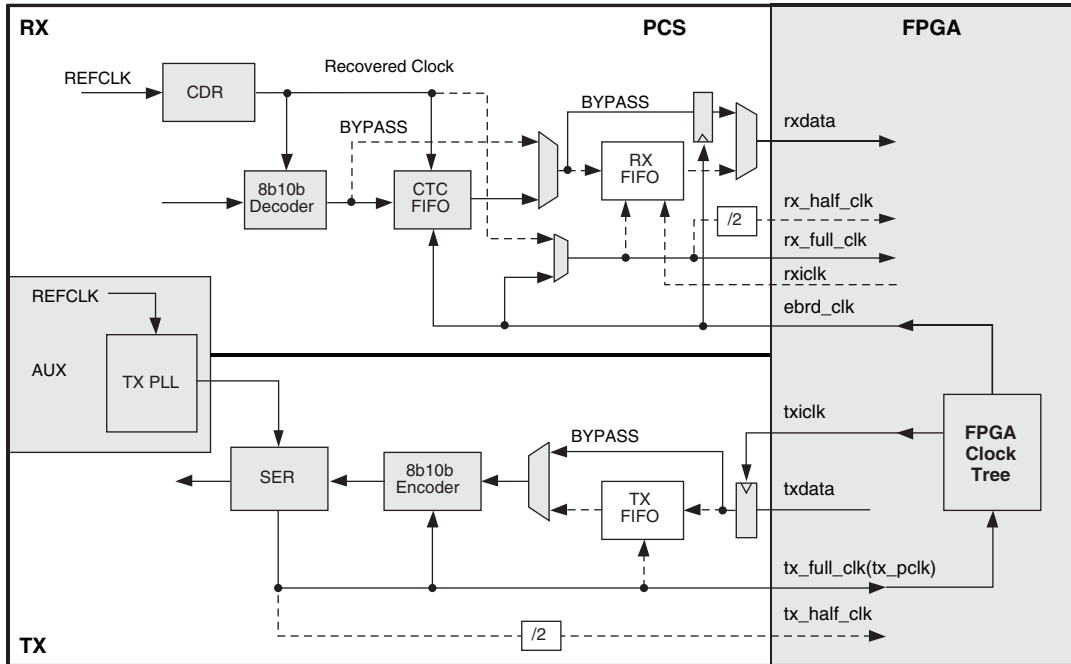 RX
PCS
FPGA
REFCLK
CDR
Recovered Clock
BYPASS
BYPASS
8b10b
Decoder
CTC
FIFO
RX
FIFO
/2
rxdata
rx_half_clk
rx_full_clk
rxiclk
ebrd_clk
REFCLK
AUX
TX PLL
txiclk
FPGA
Clock
Tree
BYPASS
SER
8b10b
Encoder
TX
FIFO
txdata
tx_full_clk(tx_pclk)
tx_half_clk
/2
TX